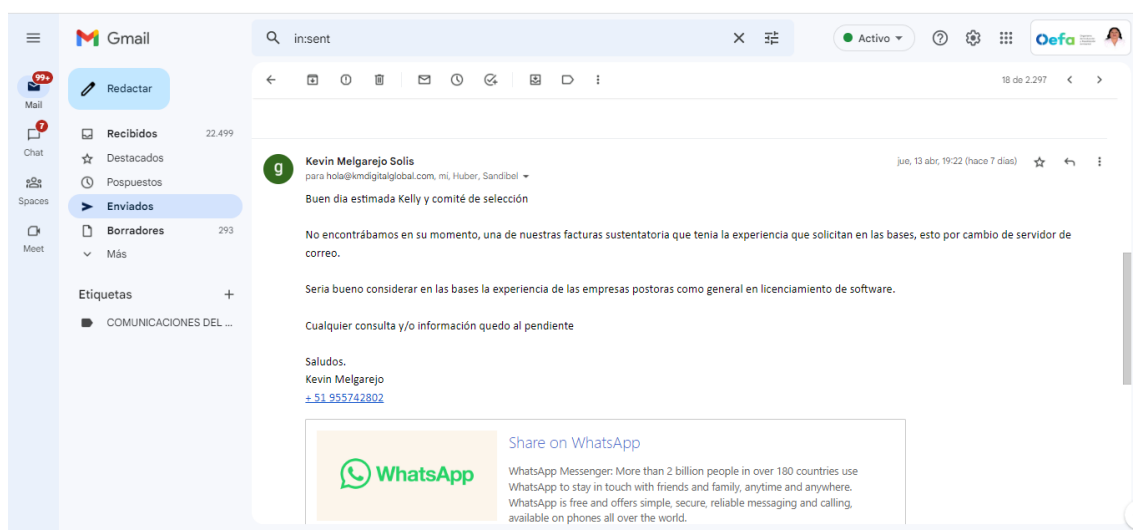 Gmail
in:sent
Activo
Oefa
99+
Mail
Redactar
18 de 2.297
7
Chat
Recibidos 22.499
Destacados
Spaces
Pospuestos
Enviados
Meet
Borradores 293
Más
Etiquetas +
COMUNICACIONES DEL ...
g
Kevin Melgarejo Solis
jue, 13 abr, 19:22 (hace 7 días)
para hola@kmdigitalglobal.com, mí, Huber, Sandibel
Buen dia estimada Kelly y comité de selección
No encontrábamos en su momento, una de nuestras facturas sustentatoria que tenia la experiencia que solicitan en las bases, esto por cambio de servidor de
correo.
Seria bueno considerar en las bases la experiencia de las empresas postoras como general en licenciamiento de software.
Cualquier consulta y/o información quedo al pendiente
Saludos.
Kevin Melgarejo
+ 51 955742802
WhatsApp
Share on WhatsApp
WhatsApp Messenger: More than 2 billion people in over 180 countries use
WhatsApp to stay in touch with friends and family, anytime and anywhere.
WhatsApp is free and offers simple, secure, reliable messaging and calling,
available on phones all over the world.